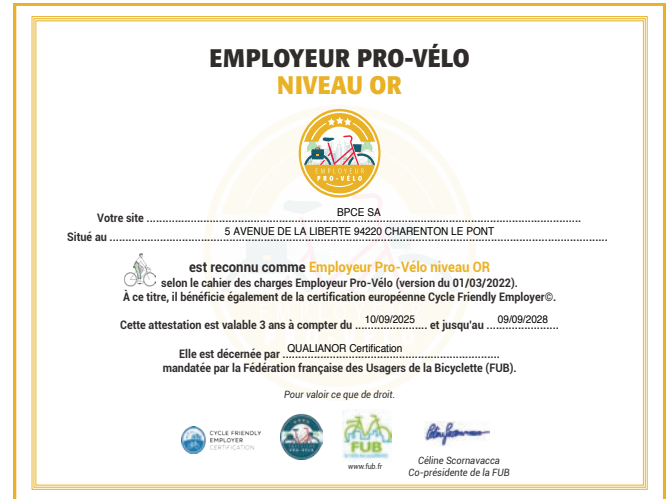 EMPLOYEUR PRO-VÉLO
NIVEAU OR
EMPLOYEUR
PRO-VÉLO
Votre site BPCE SA
Situé au 5 AVENUE DE LA LIBERTE 94220 CHARENTON LE PONT
est reconnu comme Employeur Pro-Vélo niveau OR
selon le cahier des charges Employeur Pro-Vélo (version du 01/03/2022).
À ce titre, il bénéficie également de la certification européenne Cycle Friendly Employer©.
Cette attestation est valable 3 ans à compter du 10/09/2025 et jusqu'au 09/09/2028
Elle est décernée par QUALIANOR Certification
mandatée par la Fédération française des Usagers de la Bicyclette (FUB).
Pour valoir ce que de droit.
CYCLE FRIENDLY
EMPLOYER
CERTIFICATION
PRO-VÉLO
FUB
www.fub.fr
Céline Scornavacca
Co-présidente de la FUB